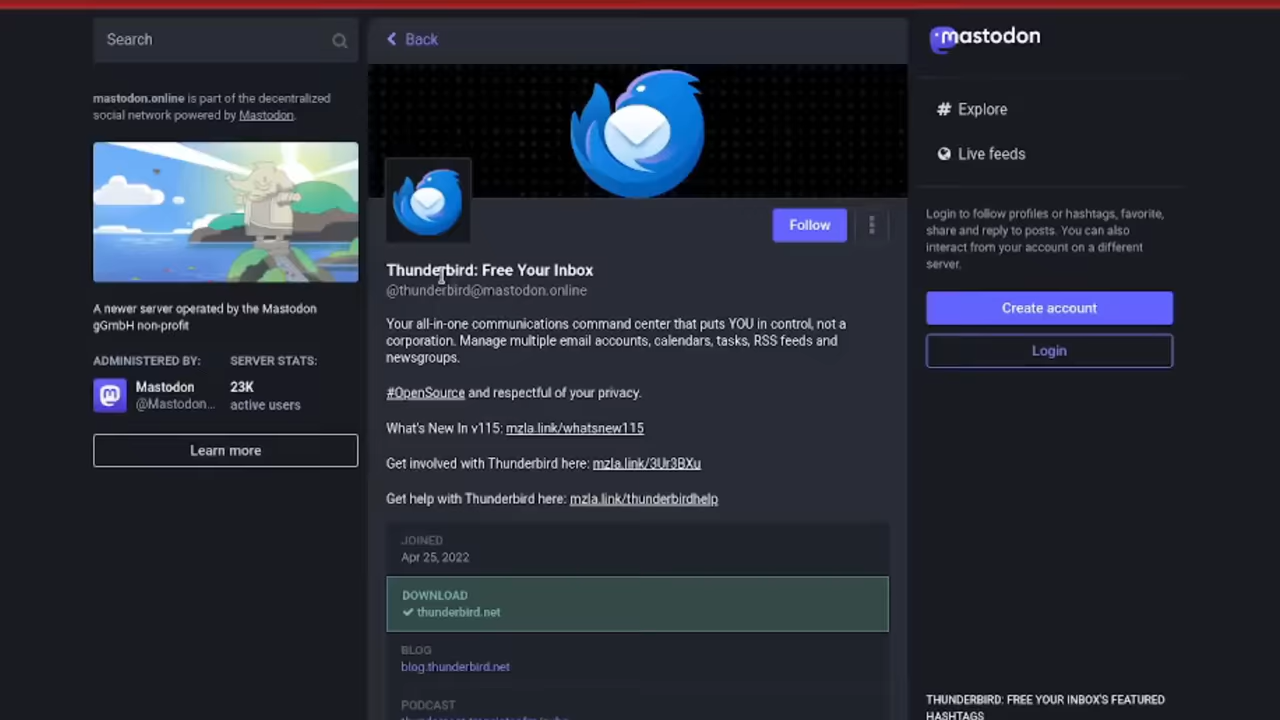 Search
mastodon.online is part of the decentralized
social network powered by Mastodon.
A newer server operated by the Mastodon
gGmbH non-profit
ADMINISTERED BY:
Mastodon
@Mastodon...
SERVER STATS:
23K
active users
Learn more
Back
Follow
Thunderbird: Free Your Inbox
@thunderbird@mastodon.online
Your all-in-one communications command center that puts YOU in control, not a
corporation. Manage multiple email accounts, calendars, tasks, RSS feeds and
newsgroups.
#OpenSource and respectful of your privacy.
What's New In v115: mzla.link/whatsnew115
Get involved with Thunderbird here: mzla.link/3Ur3BXu
Get help with Thunderbird here: mzla.link/thunderbirdhelp
JOINED
Apr 25, 2022
DOWNLOAD
thunderbird.net
BLOG
blog.thunderbird.net
PODCAST
mastodon
# Explore
Live feeds
Login to follow profiles or hashtags, favorite,
share and reply to posts. You can also
interact from your account on a different
server.
Create account
Login
THUNDERBIRD: FREE YOUR INBOX'S FEATURED
HASHTAGS